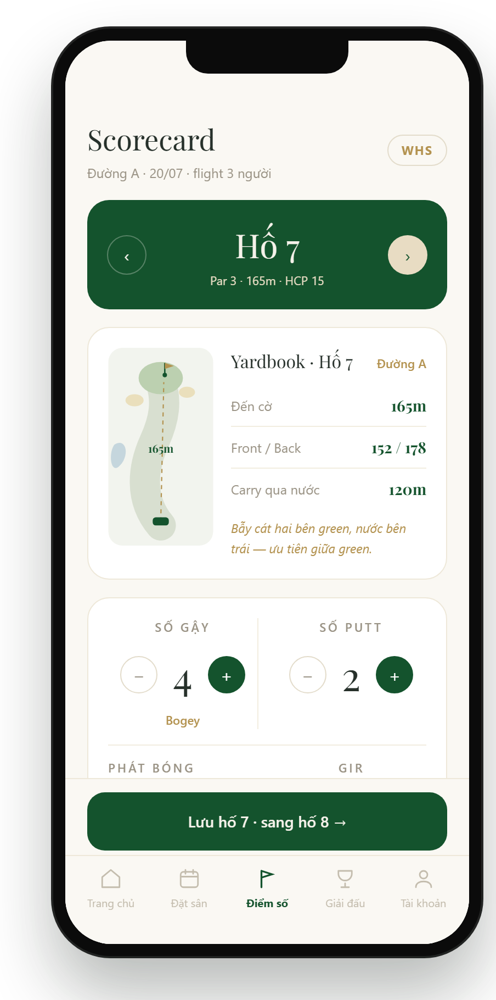 Scorecard
WHS
Đường A · 20/07 · flight 3 người
‹
Hố 7
›
Par 3 · 165m · HCP 15
165m
Yardbook · Hố 7
Đường A
Đến cờ
165m
Front / Back
152 / 178
Carry qua nước
120m
Bẫy cát hai bên green, nước bên
trái — ưu tiên giữa green.
SỐ GẬY
SỐ PUTT
− 4 +
− 2 +
Bogey
PHÁT BÓNG
GIR
Lưu hố 7 · sang hố 8 →
Trang chủ
Đặt sân
Điểm số
Giải đấu
Tài khoản